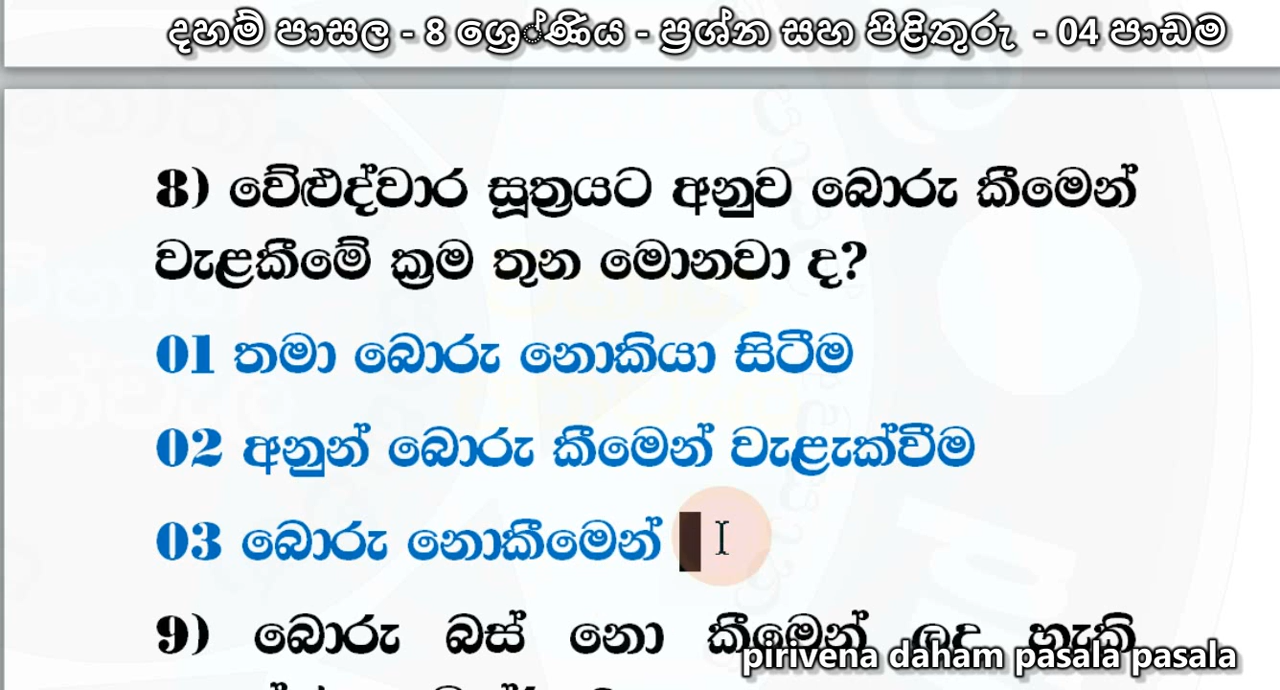 දහම් පාසල - 8 ශ්‍රේණිය - ප්‍රශ්න සහ පිළිතුරු - 04 පාඩම
8) වේළුද්වාර සූත්‍රයට අනුව බොරු කීමෙන්
වැළකීමේ ක්‍රම තුන මොනවා ද?
01 තමා බොරු නොකියා සිටීම
02 අනුන් බොරු කීමෙන් වැළැක්වීම
03 බොරු නොකීමෙන්
9) බොරු බස් නො කීමෙන් ලද හැකි
pirivena daham pasala pasala